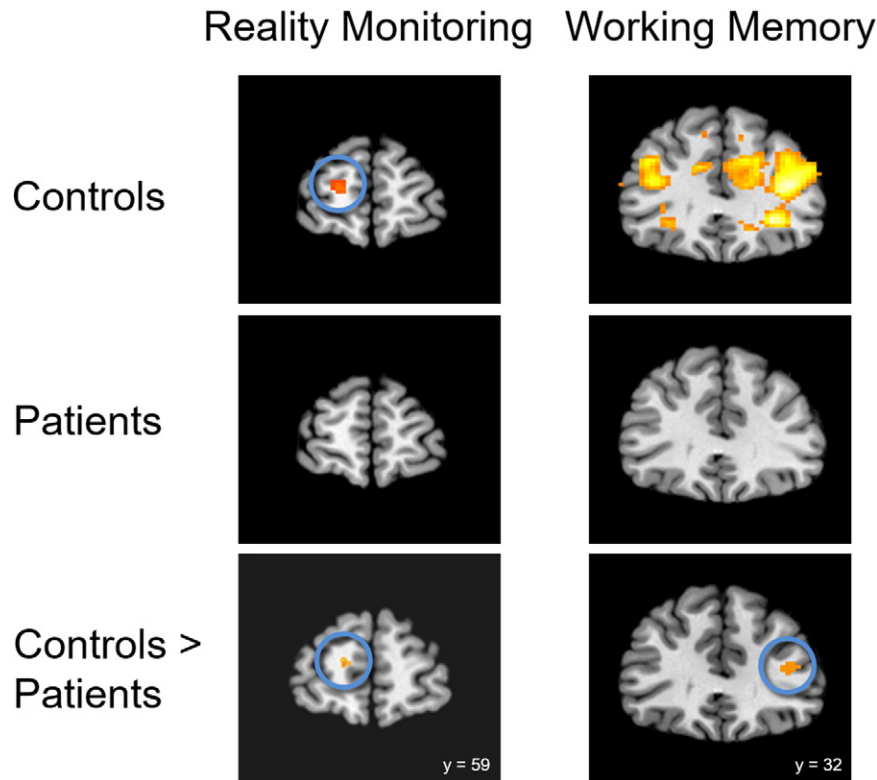 Reality Monitoring
Working Memory
Controls
Patients
Controls >
Patients
y = 59
y = 32